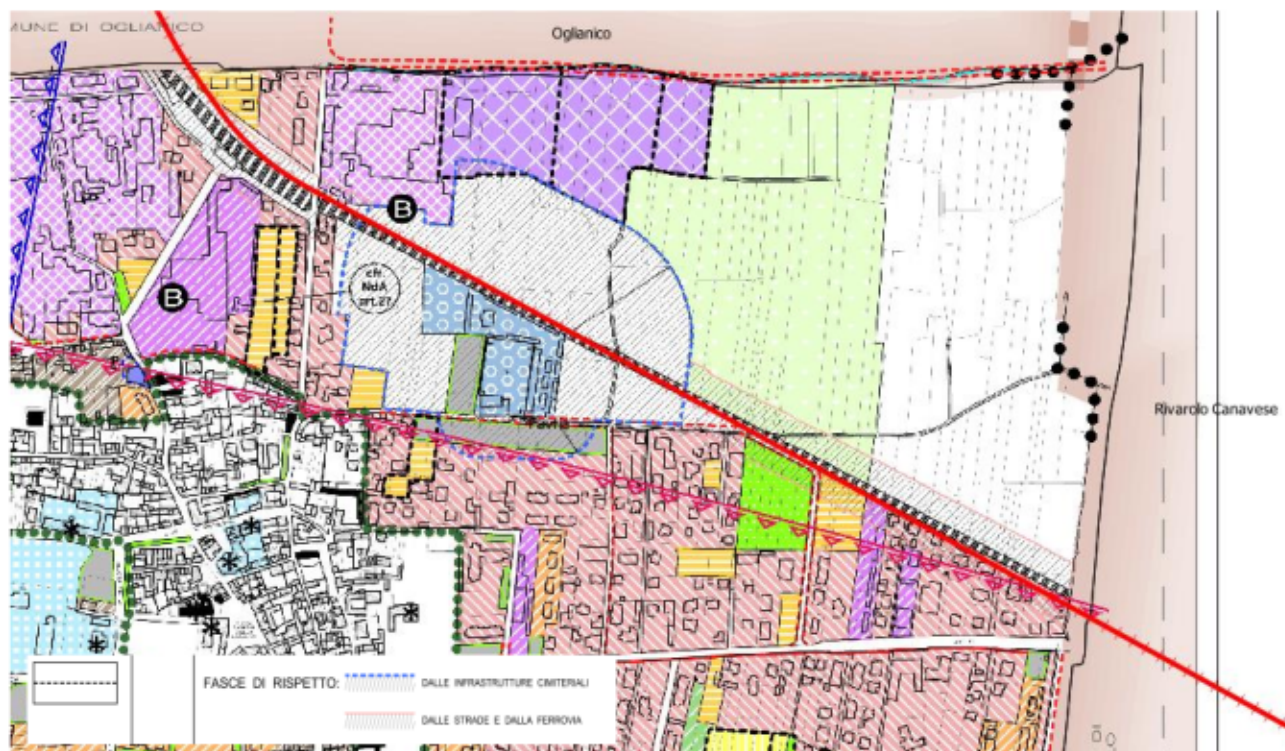 MUNE DI OGLIANICO
Oglianico
B
cfr
NdA
art.27
B
Favria
Rivarolo Canavese
FASCE DI RISPETTO:
DALLE INFRASTRUTTURE CIMITERIALI
DALLE STRADE E DALLA FERROVIA